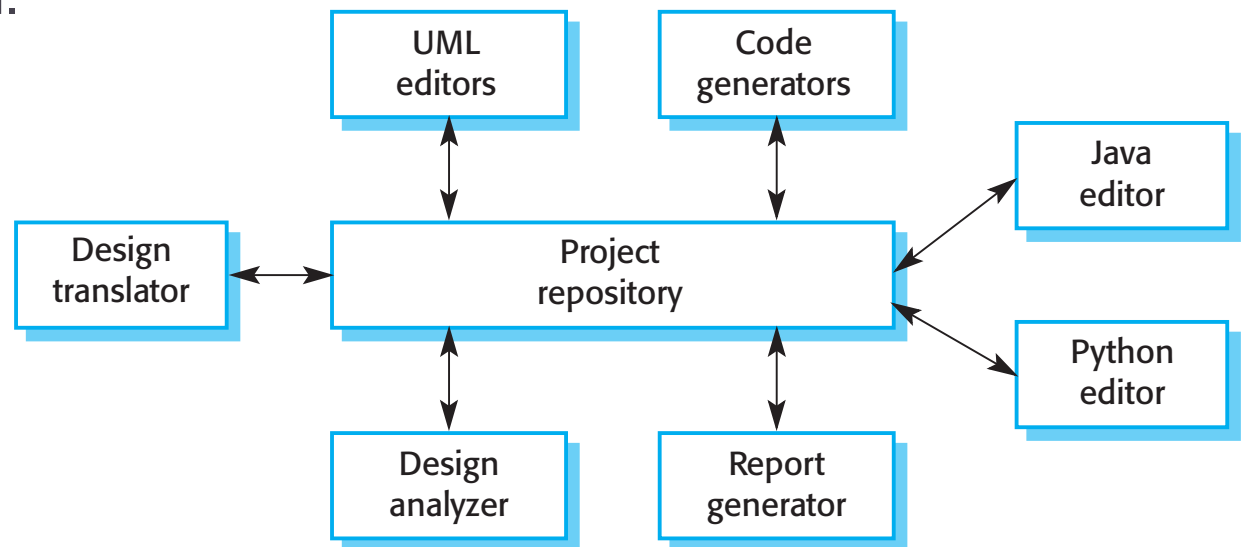 UML
editors
Code
generators
Java
editor
Design
translator
Project
repository
Python
editor
Design
analyzer
Report
generator